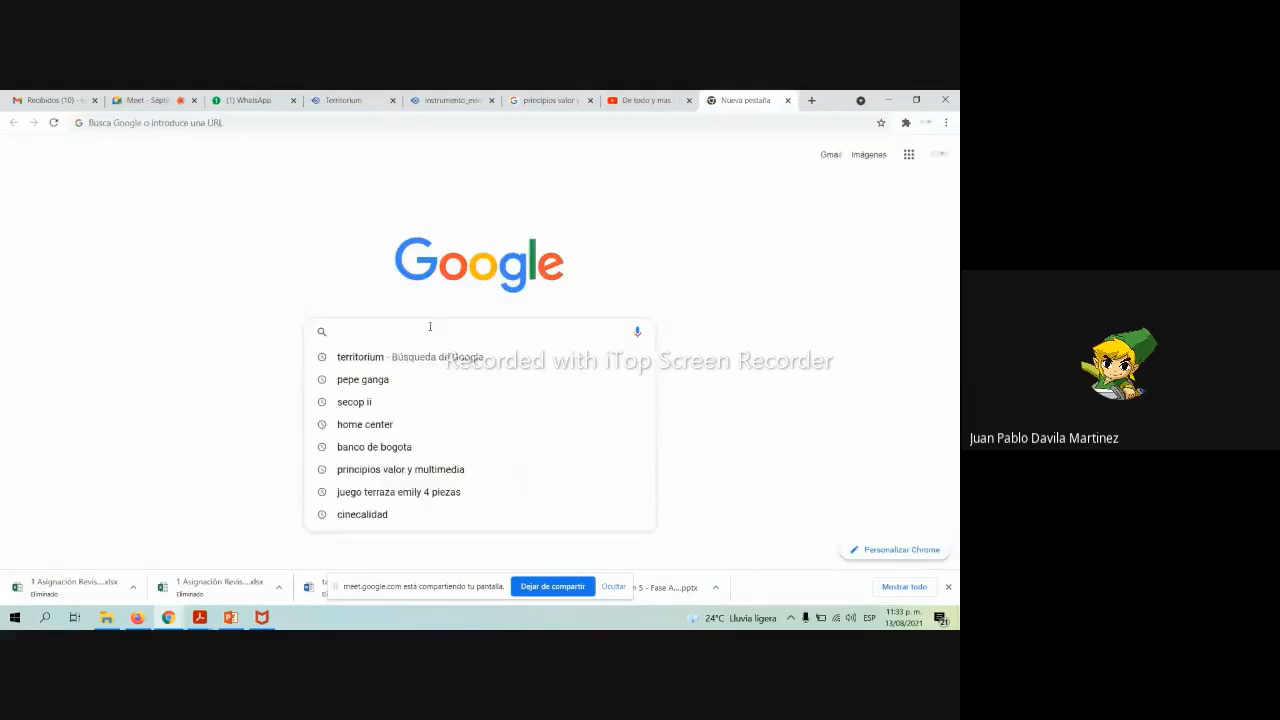 Recibidos (10) -
Meet - Sépti
(1) WhatsApp
Territorium
instrumento_evi
principios valor y
De todo y mas
Nueva pestaña
Busca Google o introduce una URL
Gmail
Imágenes
Google
territorium - Búsqueda de Google
Recorded with iTop Screen Recorder
pepe ganga
secop ii
home center
banco de bogota
principios valor y multimedia
juego terraza emily 4 piezas
cinecalidad
Juan Pablo Davila Martinez
Personalizar Chrome
1 Asignación Revis....xlsx
Eliminado
1 Asignación Revis....xlsx
Eliminado
meet.google.com está compartiendo tu pantalla.
Dejar de compartir
Ocultar
n 5 - Fase A....pptx
Mostrar todo
24°C Lluvia ligera
ESP
11:33 p. m.
13/08/2021
21